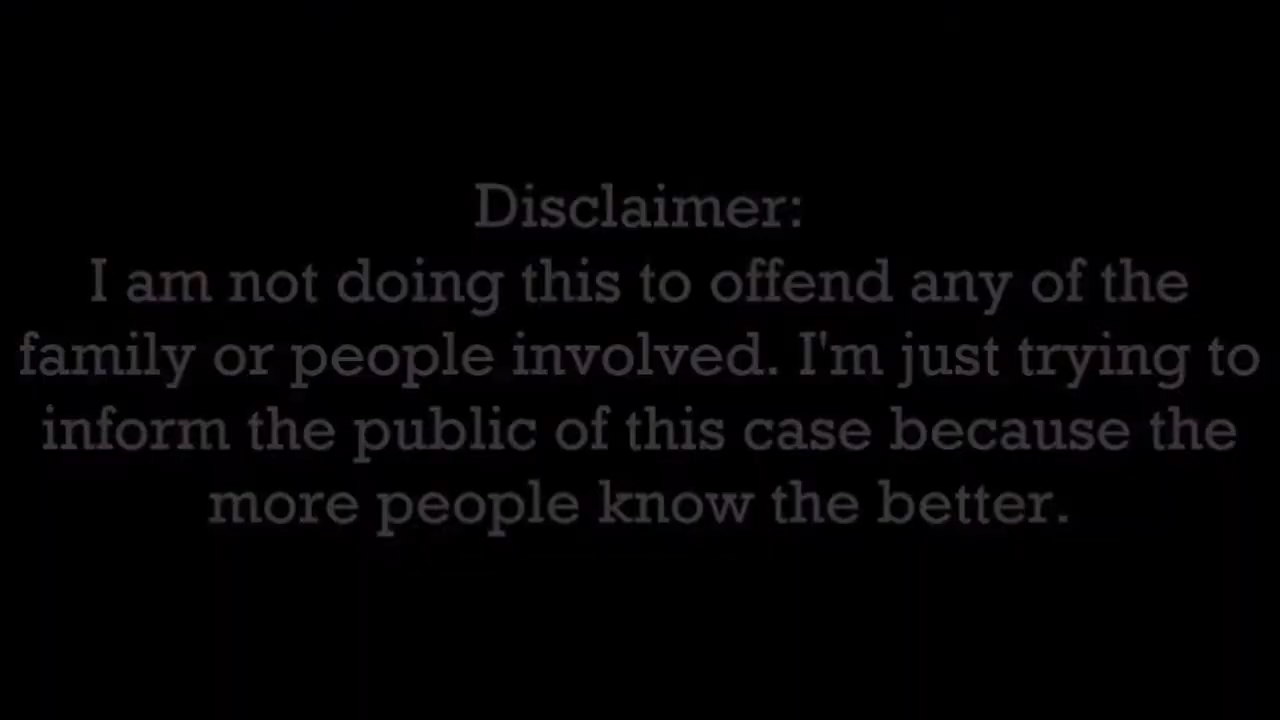 Disclaimer:
I am not doing this to offend any of the
family or people involved. I'm just trying to
inform the public of this case because the
more people know the better.